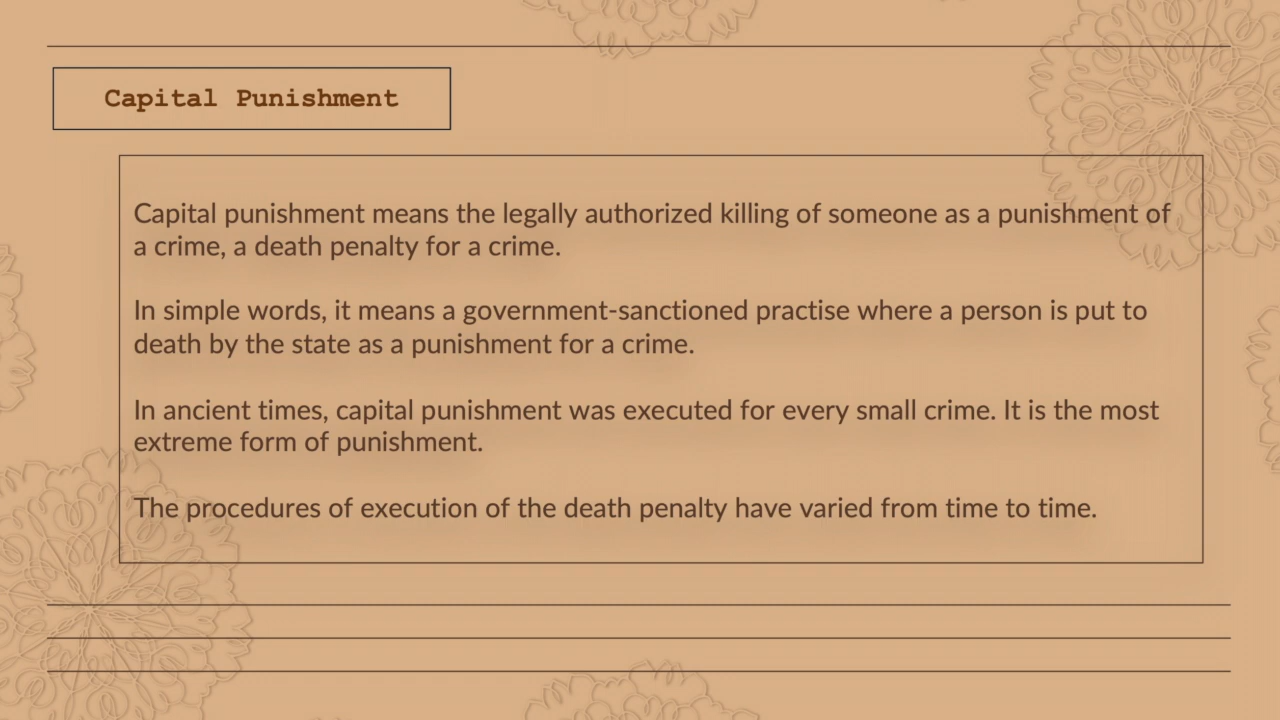 Capital Punishment
Capital punishment means the legally authorized killing of someone as a punishment of
a crime, a death penalty for a crime.
In simple words, it means a government-sanctioned practise where a person is put to
death by the state as a punishment for a crime.
In ancient times, capital punishment was executed for every small crime. It is the most
extreme form of punishment.
The procedures of execution of the death penalty have varied from time to time.